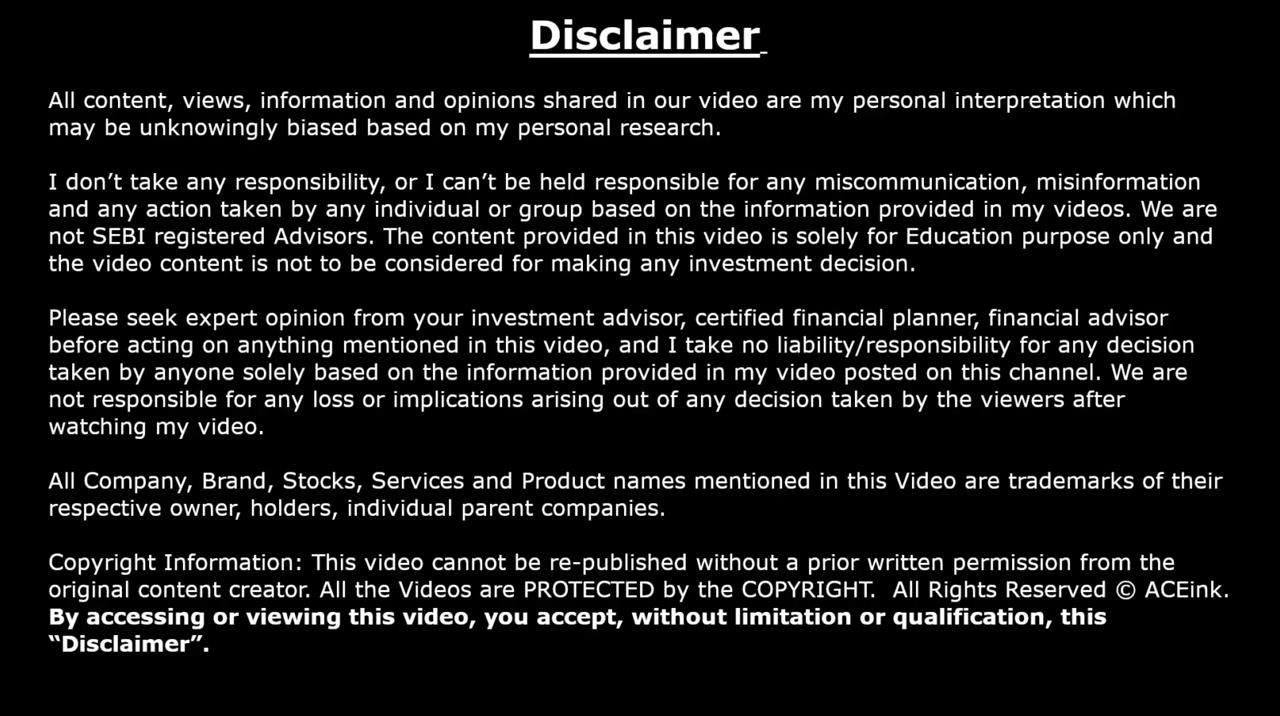 Disclaimer
All content, views, information and opinions shared in our video are my personal interpretation which
may be unknowingly biased based on my personal research.
I don’t take any responsibility, or I can’t be held responsible for any miscommunication, misinformation
and any action taken by any individual or group based on the information provided in my videos. We are
not SEBI registered Advisors. The content provided in this video is solely for Education purpose only and
the video content is not to be considered for making any investment decision.
Please seek expert opinion from your investment advisor, certified financial planner, financial advisor
before acting on anything mentioned in this video, and I take no liability/responsibility for any decision
taken by anyone solely based on the information provided in my video posted on this channel. We are
not responsible for any loss or implications arising out of any decision taken by the viewers after
watching my video.
All Company, Brand, Stocks, Services and Product names mentioned in this Video are trademarks of their
respective owner, holders, individual parent companies.
Copyright Information: This video cannot be re-published without a prior written permission from the
original content creator. All the Videos are PROTECTED by the COPYRIGHT.  All Rights Reserved © ACEink.
By accessing or viewing this video, you accept, without limitation or qualification, this
“Disclaimer”.